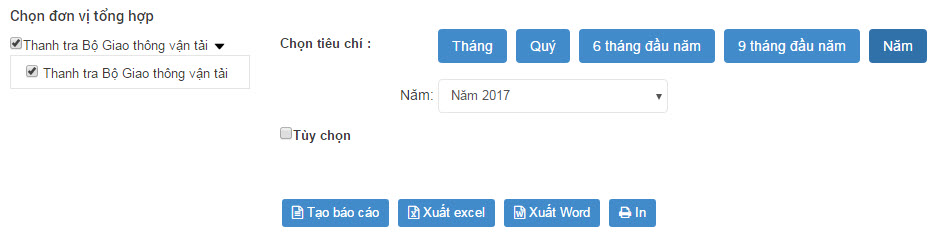 Chọn đơn vị tổng hợp
Thanh tra Bộ Giao thông vận tải
Thanh tra Bộ Giao thông vận tải
Chọn tiêu chí :
Tháng
Quý
6 tháng đầu năm
9 tháng đầu năm
Năm
Năm:
Năm 2017
Tùy chọn
Tạo báo cáo
Xuất excel
Xuất Word
In